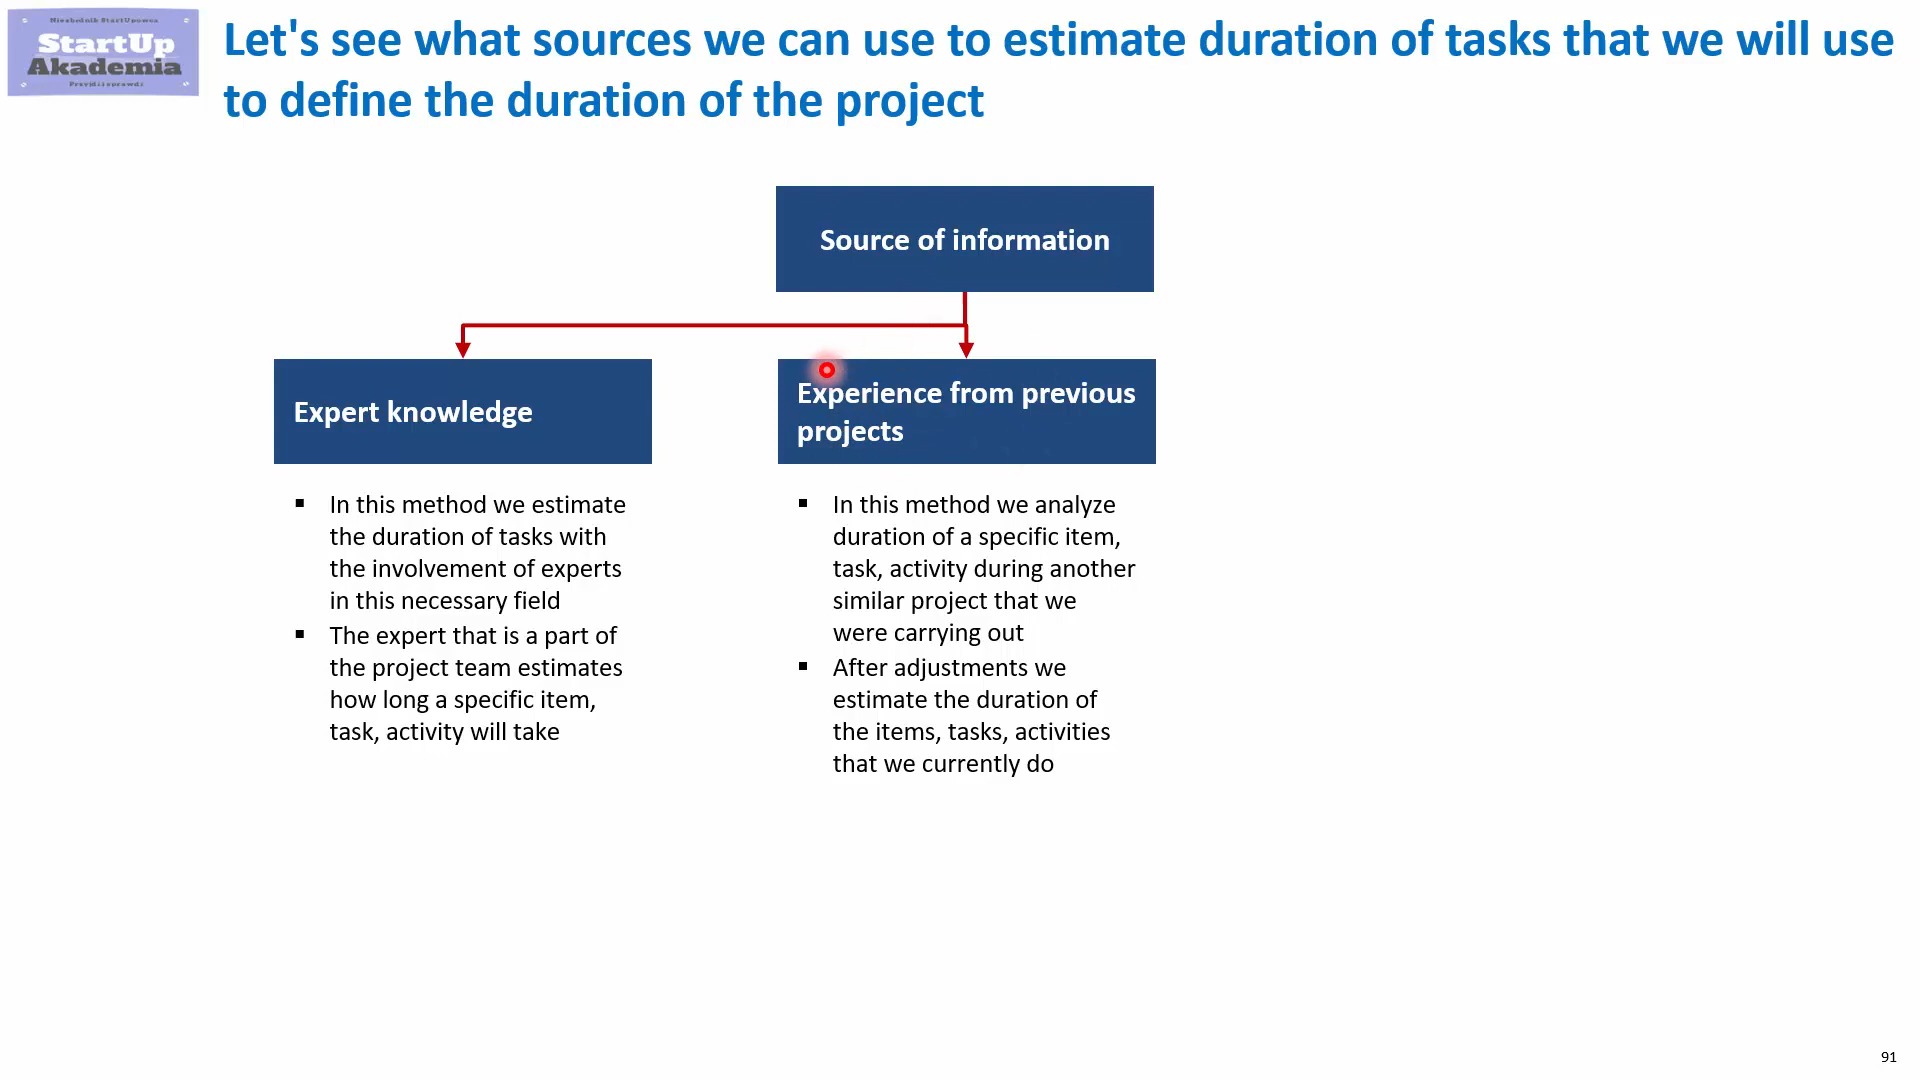 Niezbędnik StartUpowca
StartUp
Akademia
Przyjdź i sprawdź
Let's see what sources we can use to estimate duration of tasks that we will use
to define the duration of the project
Source of information
Expert knowledge
▪ In this method we estimate
the duration of tasks with
the involvement of experts
in this necessary field
▪ The expert that is a part of
the project team estimates
how long a specific item,
task, activity will take
Experience from previous
projects
▪ In this method we analyze
duration of a specific item,
task, activity during another
similar project that we
were carrying out
▪ After adjustments we
estimate the duration of
the items, tasks, activities
that we currently do
91